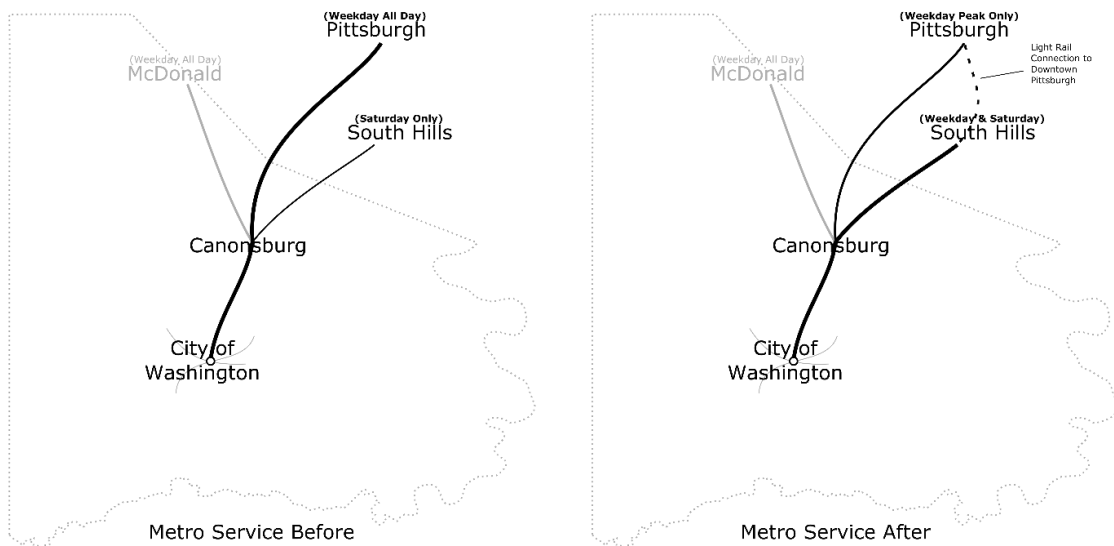 (Weekday All Day)
Pittsburgh
(Weekday All Day)
McDonald
(Saturday Only)
South Hills
Canonsburg
City of
Washington
Metro Service Before
(Weekday Peak Only)
Pittsburgh
Light Rail
Connection to
Downtown
Pittsburgh
(Weekday All Day)
McDonald
(Weekday & Saturday)
South Hills
Canonsburg
City of
Washington
Metro Service After